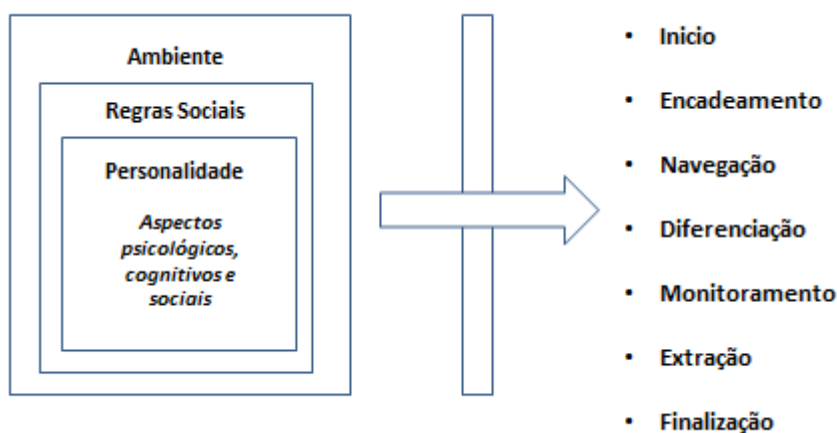 Ambiente
Regras Sociais
Personalidade
Aspectos
psicológicos,
cognitivos e
sociais
• Inicio
• Encadeamento
• Navegação
• Diferenciação
• Monitoramento
• Extração
• Finalização